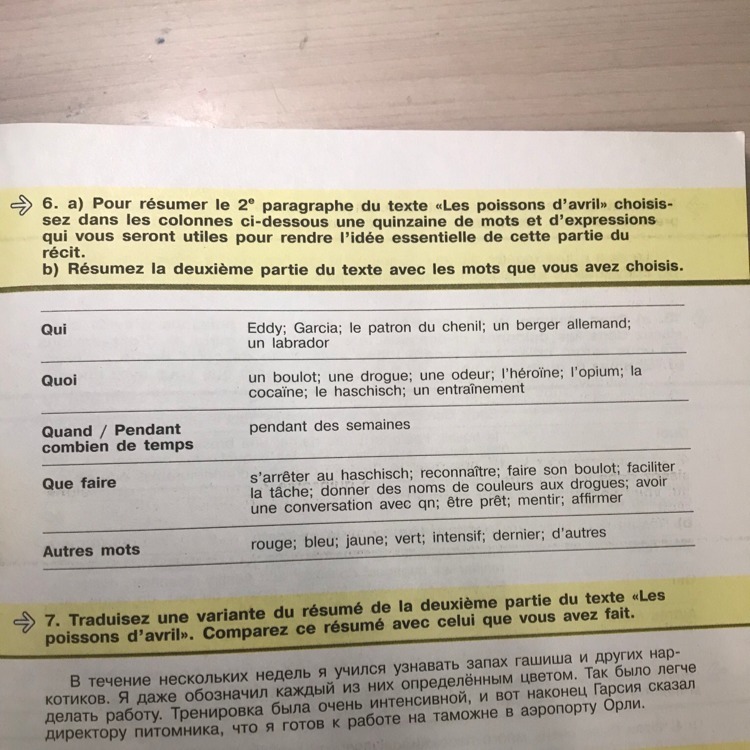 6. a) Pour résumer le 2e paragraphe du texte «Les poissons d'avril» choisis-
sez dans les colonnes ci-dessous une quinzaine de mots et d'expressions
qui vous seront utiles pour rendre l'idée essentielle de cette partie du
récit.
b) Résumez la deuxième partie du texte avec les mots que vous avez choisis.
Qui
Eddy; Garcia; le patron du chenil; un berger allemand;
un labrador
Quoi
un boulot; une drogue; une odeur; l'héroïne; l'opium; la
cocaïne; le haschisch; un entraînement
Quand / Pendant
combien de temps
pendant des semaines
Que faire
s'arrêter au haschisch; reconnaître; faire son boulot; faciliter
la tâche; donner des noms de couleurs aux drogues; avoir
une conversation avec qn; être prêt; mentir; affirmer
Autres mots
rouge; bleu; jaune; vert; intensif; dernier; d'autres
7. Traduisez une variante du résumé de la deuxième partie du texte «Les
poissons d'avril». Comparez ce résumé avec celui que vous avez fait.
В течение нескольких недель я учился узнавать запах гашиша и других нар-
котиков. Я даже обозначил каждый из них определённым цветом. Так было легче
делать работу. Тренировка была очень интенсивной, и вот наконец Гарсия сказал
директору питомника, что я готов к работе на таможне в аэропорту Орли.